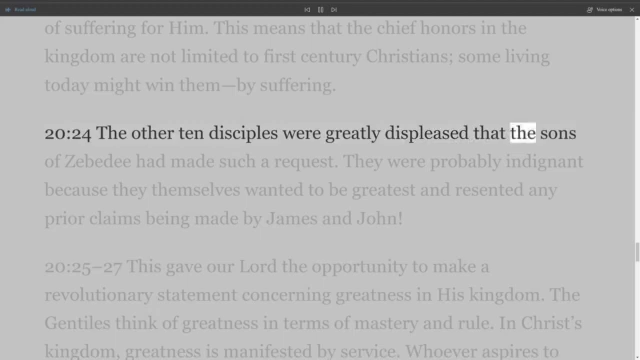 Read aloud
Voice options
of suffering for Him. This means that the chief honors in the
kingdom are not limited to first century Christians; some living
today might win them—by suffering.
20:24 The other ten disciples were greatly displeased that the sons
of Zebedee had made such a request. They were probably indignant
because they themselves wanted to be greatest and resented any
prior claims being made by James and John!
20:25–27 This gave our Lord the opportunity to make a
revolutionary statement concerning greatness in His kingdom. The
Gentiles think of greatness in terms of mastery and rule. In Christ’s
kingdom, greatness is manifested by service. Whoever aspires to